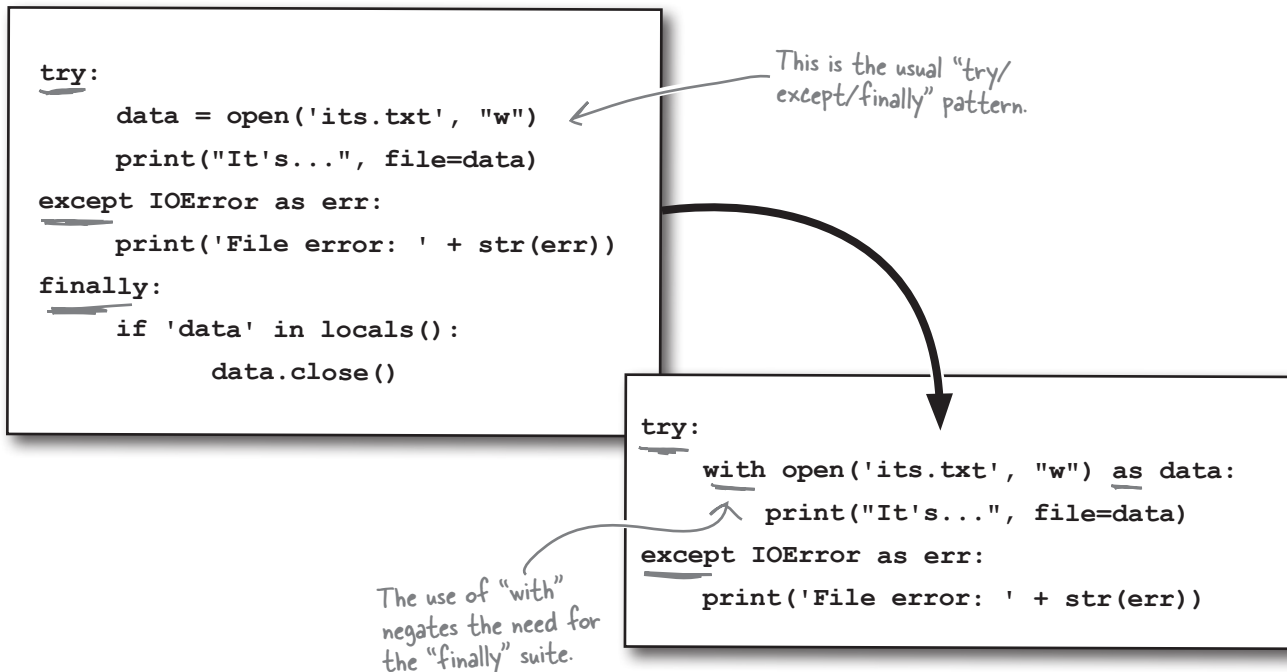 try:
data = open('its.txt', "w")
print("It's...", file=data)
except IOError as err:
print('File error: ' + str(err))
finally:
if 'data' in locals():
data.close()
This is the usual “try/
except/finally” pattern.
try:
with open('its.txt', "w") as data:
print("It's...", file=data)
except IOError as err:
print('File error: ' + str(err))
The use of “with”
negates the need for
the “finally” suite.